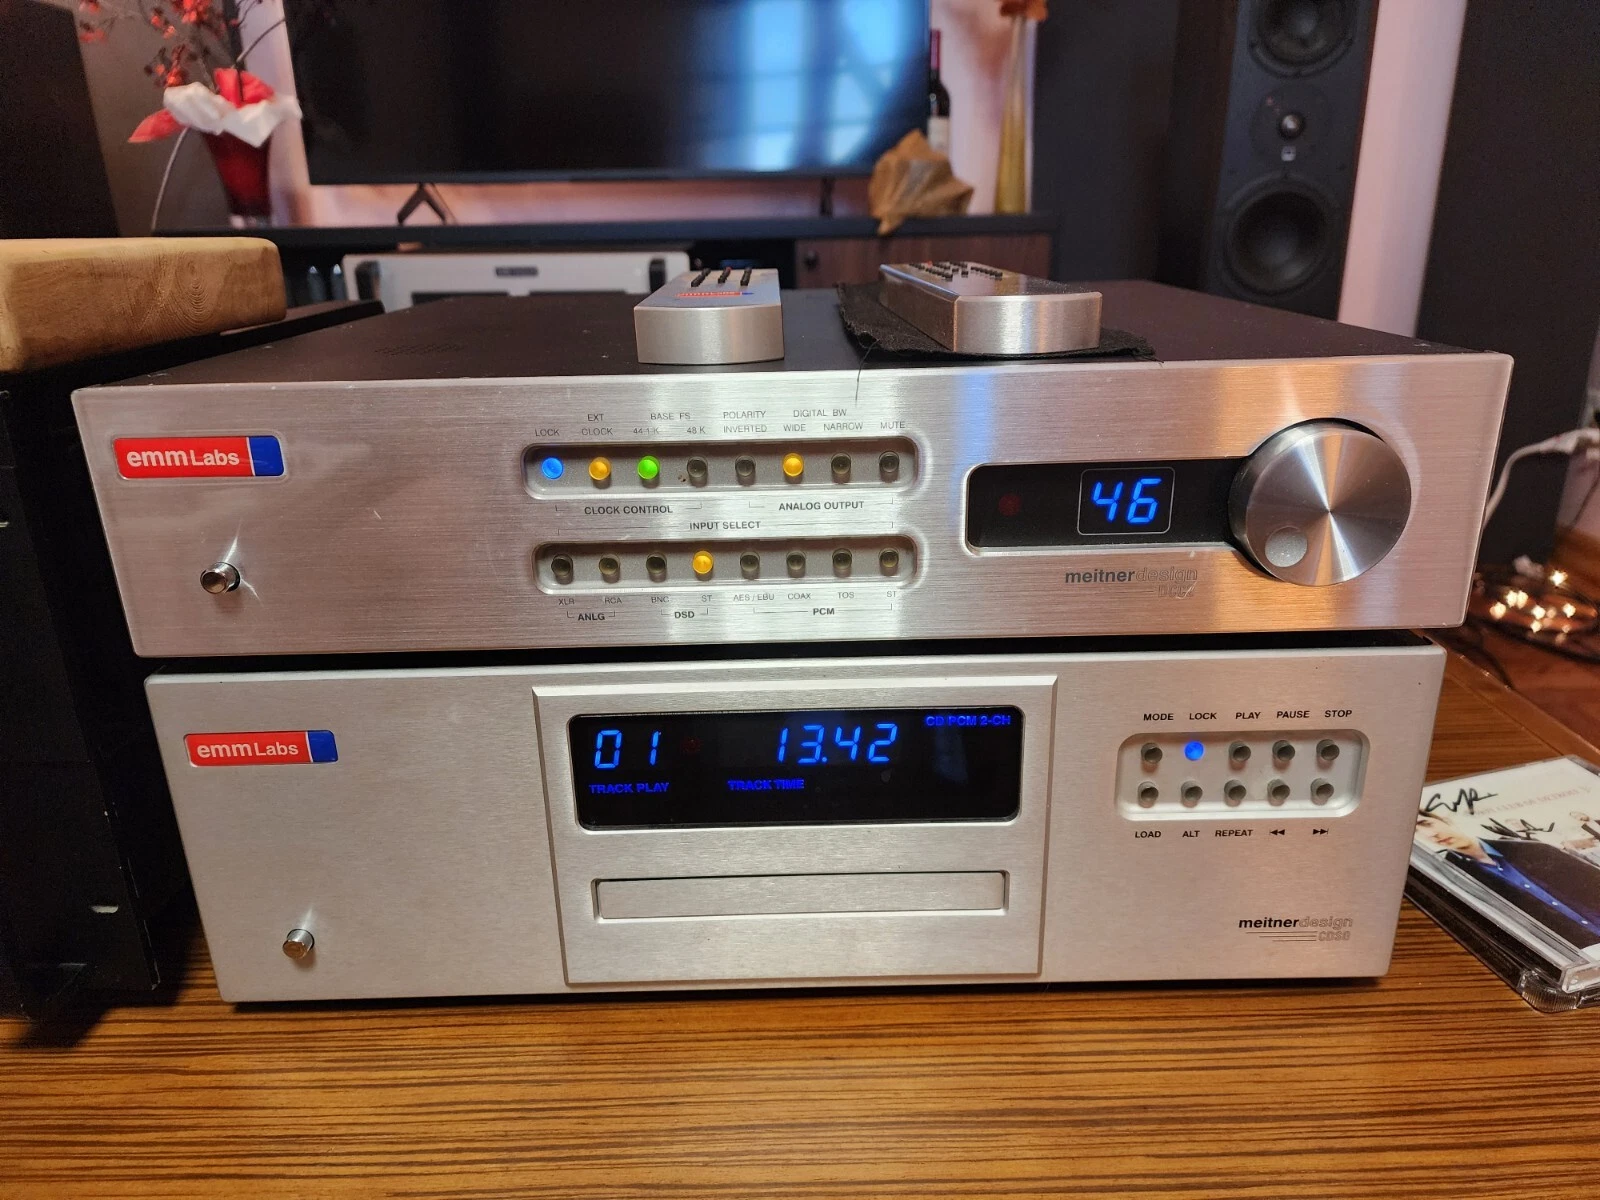 emmLabs
EXT BASE FS POLARITY DIGITAL BW
LOCK CLOCK 44.1 K 48 K INVERTED WIDE NARROW MUTE
CLOCK CONTROL ANALOG OUTPUT
INPUT SELECT
46
XLR RCA BNC ST AES / EBU COAX TOS ST
ANLG DSD PCM
meitnerdesign
DCC2
emmLabs
CD PCM 2-CH
01 13.42
TRACK PLAY TRACK TIME
MODE LOCK PLAY PAUSE STOP
LOAD ALT REPEAT
meitnerdesign
CDSD